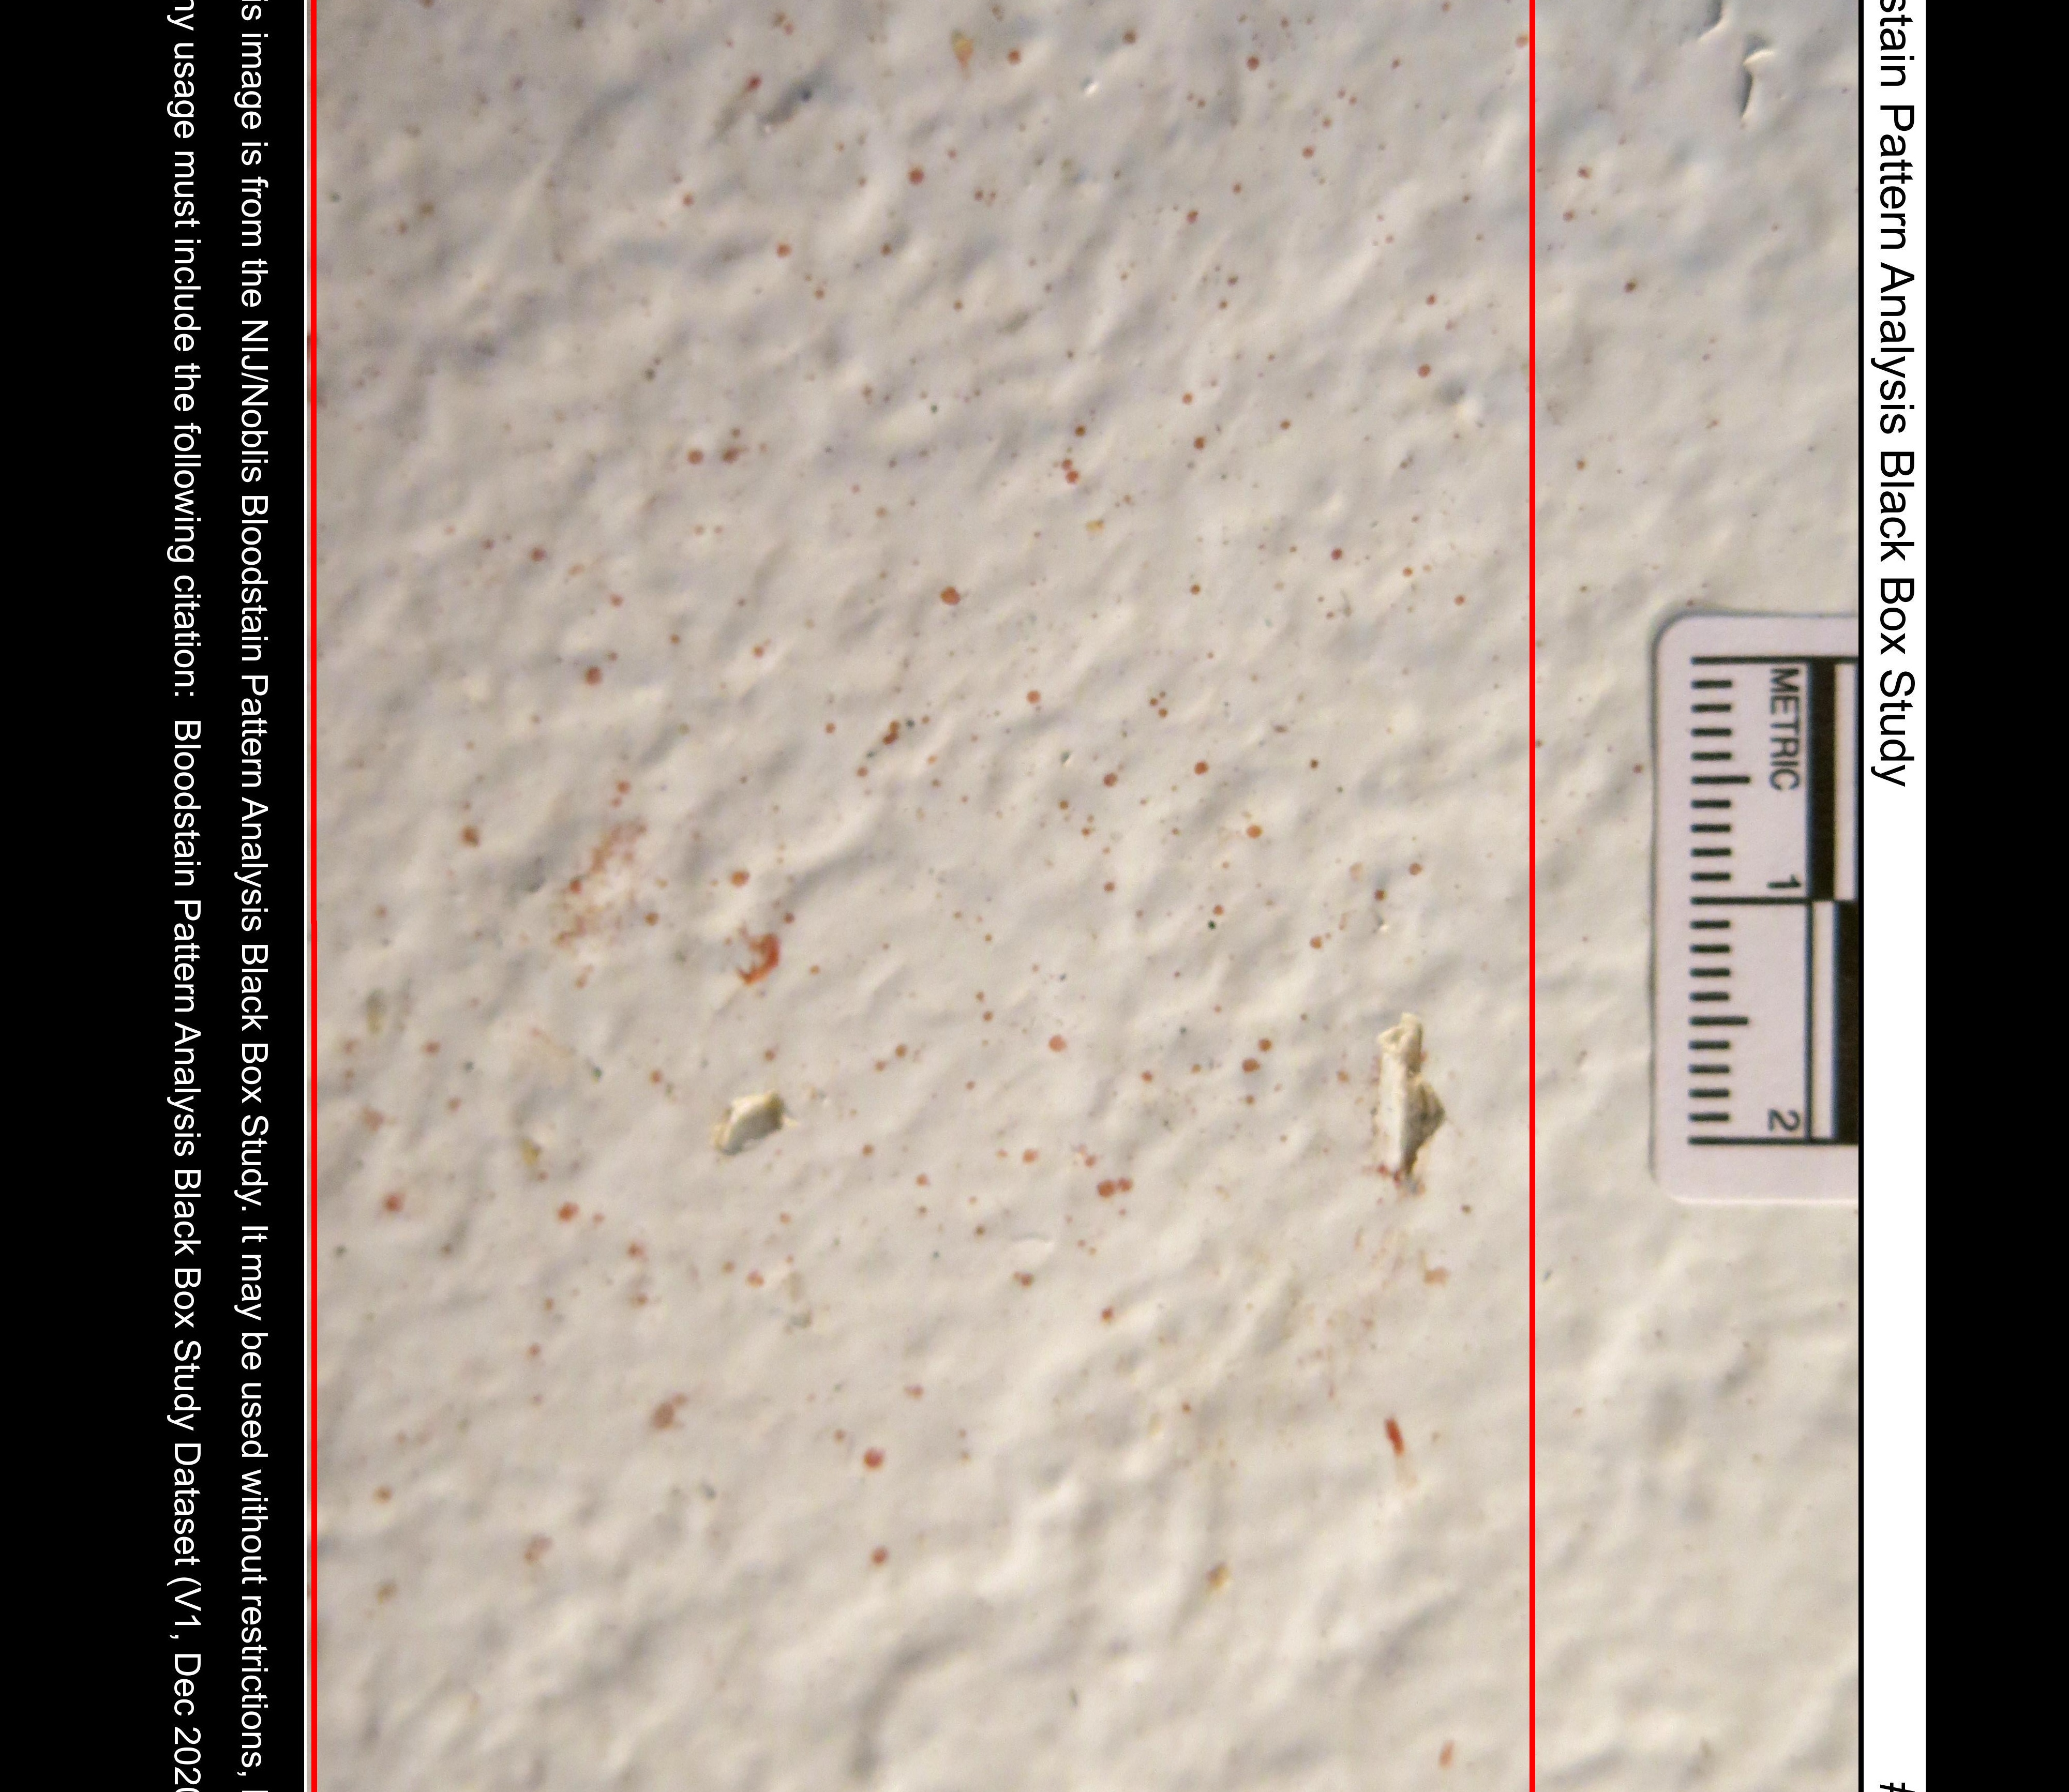 stain Pattern Analysis Black Box Study
#
METRIC 1 2
is image is from the NIJ/Noblis Bloodstain Pattern Analysis Black Box Study. It may be used without restrictions,
ny usage must include the following citation: Bloodstain Pattern Analysis Black Box Study Dataset (V1, Dec 2020